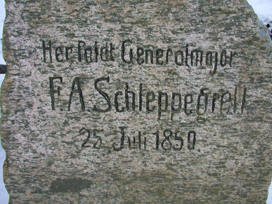 Her faldt Generalmajor
F.A Schleppegrell
25 Juli 1850